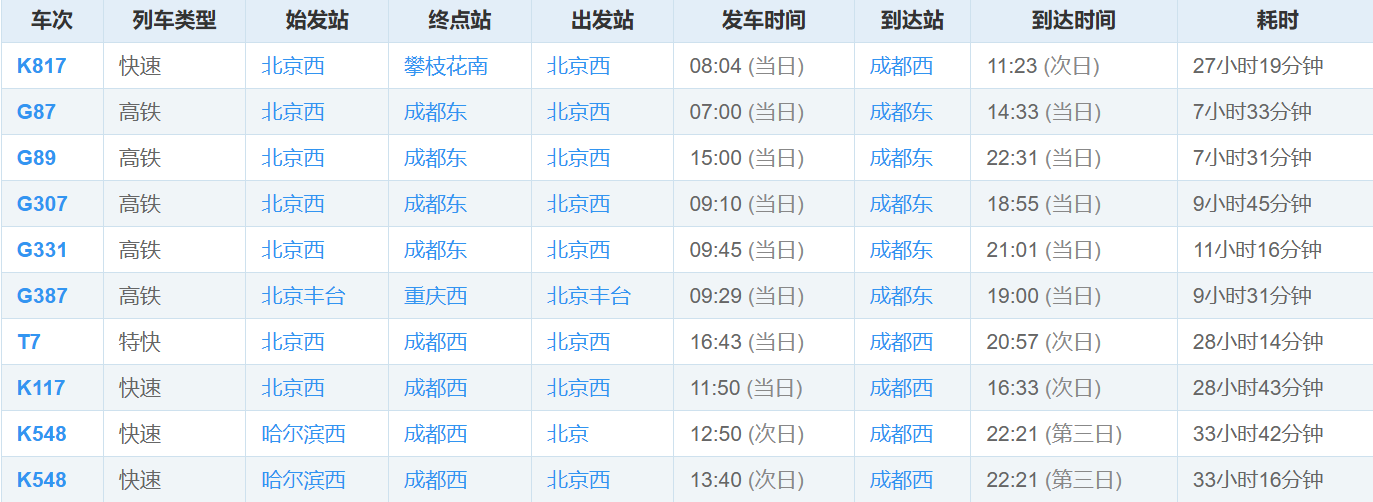 车次 列车类型 始发站 终点站 出发站 发车时间 到达站 到达时间 耗时
K817 快速 北京西 攀枝花南 北京西 08:04 (当日) 成都西 11:23 (次日) 27小时19分钟
G87 高铁 北京西 成都东 北京西 07:00 (当日) 成都东 14:33 (当日) 7小时33分钟
G89 高铁 北京西 成都东 北京西 15:00 (当日) 成都东 22:31 (当日) 7小时31分钟
G307 高铁 北京西 成都东 北京西 09:10 (当日) 成都东 18:55 (当日) 9小时45分钟
G331 高铁 北京西 成都东 北京西 09:45 (当日) 成都东 21:01 (当日) 11小时16分钟
G387 高铁 北京丰台 重庆西 北京丰台 09:29 (当日) 成都东 19:00 (当日) 9小时31分钟
T7 特快 北京西 成都西 北京西 16:43 (当日) 成都西 20:57 (次日) 28小时14分钟
K117 快速 北京西 成都西 北京西 11:50 (当日) 成都西 16:33 (次日) 28小时43分钟
K548 快速 哈尔滨西 成都西 北京 12:50 (次日) 成都西 22:21 (第三日) 33小时42分钟
K548 快速 哈尔滨西 成都西 北京西 13:40 (次日) 成都西 22:21 (第三日) 33小时16分钟